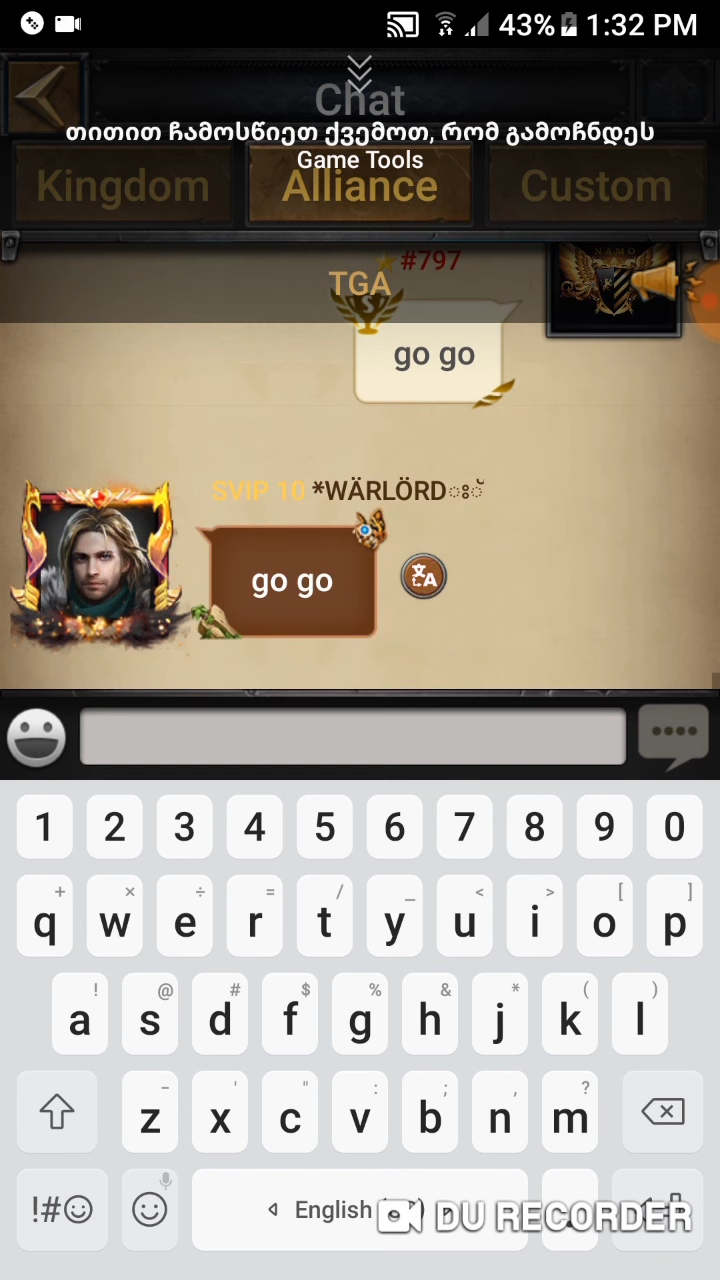 43% 1:32 PM
Chat
თითით ჩამოსწიეთ ქვემოთ, რომ გამოჩნდეს
Game Tools
Kingdom Alliance Custom
#797
NAMO
TGA
go go
SVIP 10 *WÄRLÖRD
go go
1 2 3 4 5 6 7 8 9 0
+ × ÷ = / _ < > [ ]
q w e r t y u i o p
! @ # $ % & * ( )
a s d f g h j k l
- ' " : ; , ?
z x c v b n m
!#☺ English
DU RECORDER